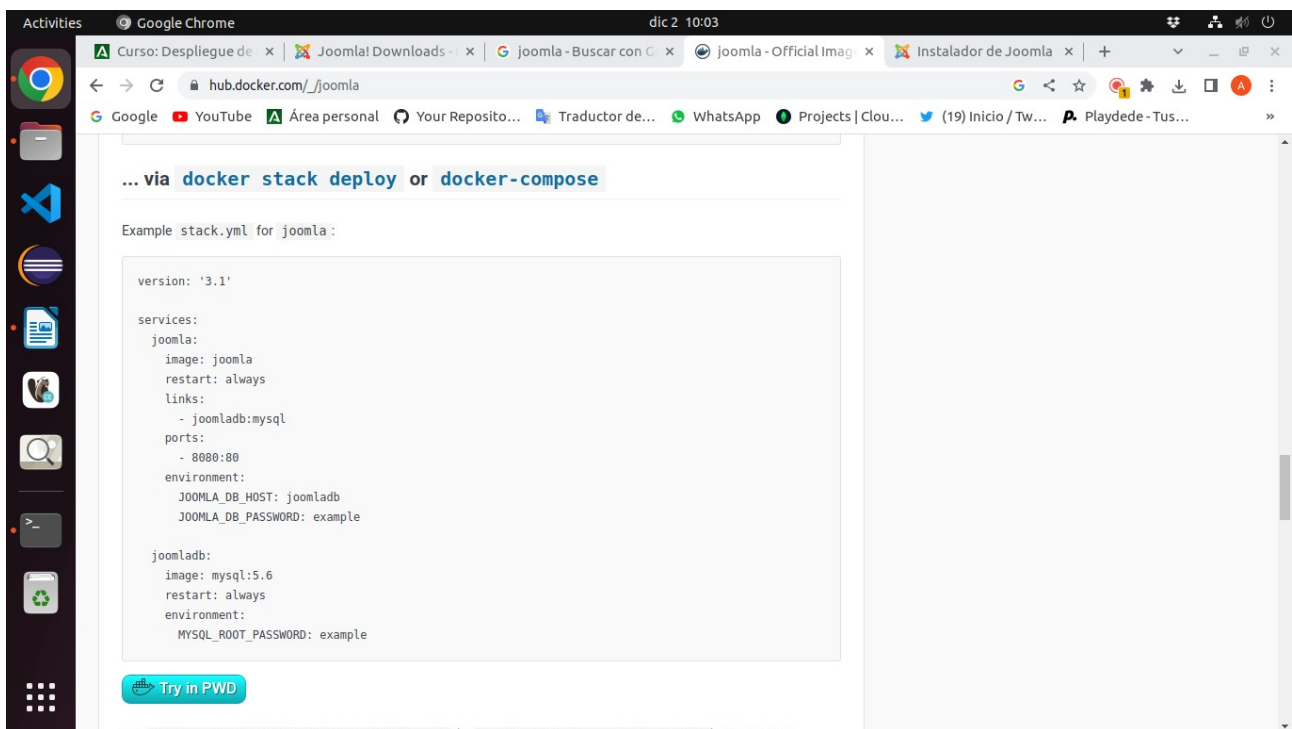 Activities
Google Chrome
dic 2 10:03
Curso: Despliegue de
Joomla! Downloads -
joomla - Buscar con G
joomla - Official Imag
Instalador de Joomla
hub.docker.com/_/joomla
Google
YouTube
Área personal
Your Reposito...
Traductor de...
WhatsApp
Projects | Clou...
(19) Inicio / Tw...
Playdede - Tus...
... via docker stack deploy or docker-compose
Example stack.yml for joomla :
version: '3.1'
services:
joomla:
image: joomla
restart: always
links:
- joomladb:mysql
ports:
- 8080:80
environment:
JOOMLA_DB_HOST: joomladb
JOOMLA_DB_PASSWORD: example
joomladb:
image: mysql:5.6
restart: always
environment:
MYSQL_ROOT_PASSWORD: example
Try in PWD